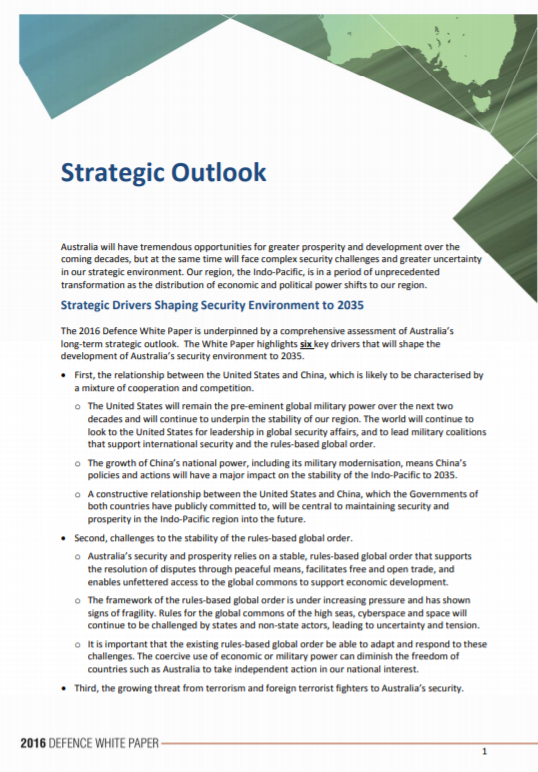 Strategic Outlook
Australia will have tremendous opportunities for greater prosperity and development over the
coming decades, but at the same time will face complex security challenges and greater uncertainty
in our strategic environment. Our region, the Indo-Pacific, is in a period of unprecedented
transformation as the distribution of economic and political power shifts to our region.
Strategic Drivers Shaping Security Environment to 2035
The 2016 Defence White Paper is underpinned by a comprehensive assessment of Australia's
long-term strategic outlook. The White Paper highlights six key drivers that will shape the
development of Australia's security environment to 2035.
• First, the relationship between the United States and China, which is likely to be characterised by
a mixture of cooperation and competition.
o The United States will remain the pre-eminent global military power over the next two
decades and will continue to underpin the stability of our region. The world will continue to
look to the United States for leadership in global security affairs, and to lead military coalitions
that support international security and the rules-based global order.
o The growth of China's national power, including its military modernisation, means China's
policies and actions will have a major impact on the stability of the Indo-Pacific to 2035.
o A constructive relationship between the United States and China, which the Governments of
both countries have publicly committed to, will be central to maintaining security and
prosperity in the Indo-Pacific region into the future.
• Second, challenges to the stability of the rules-based global order.
o Australia's security and prosperity relies on a stable, rules-based global order that supports
the resolution of disputes through peaceful means, facilitates free and open trade, and
enables unfettered access to the global commons to support economic development.
o The framework of the rules-based global order is under increasing pressure and has shown
signs of fragility. Rules for the global commons of the high seas, cyberspace and space will
continue to be challenged by states and non-state actors, leading to uncertainty and tension.
o It is important that the existing rules-based global order be able to adapt and respond to these
challenges. The coercive use of economic or military power can diminish the freedom of
countries such as Australia to take independent action in our national interest.
• Third, the growing threat from terrorism and foreign terrorist fighters to Australia's security.
2016 DEFENCE WHITE PAPER
1